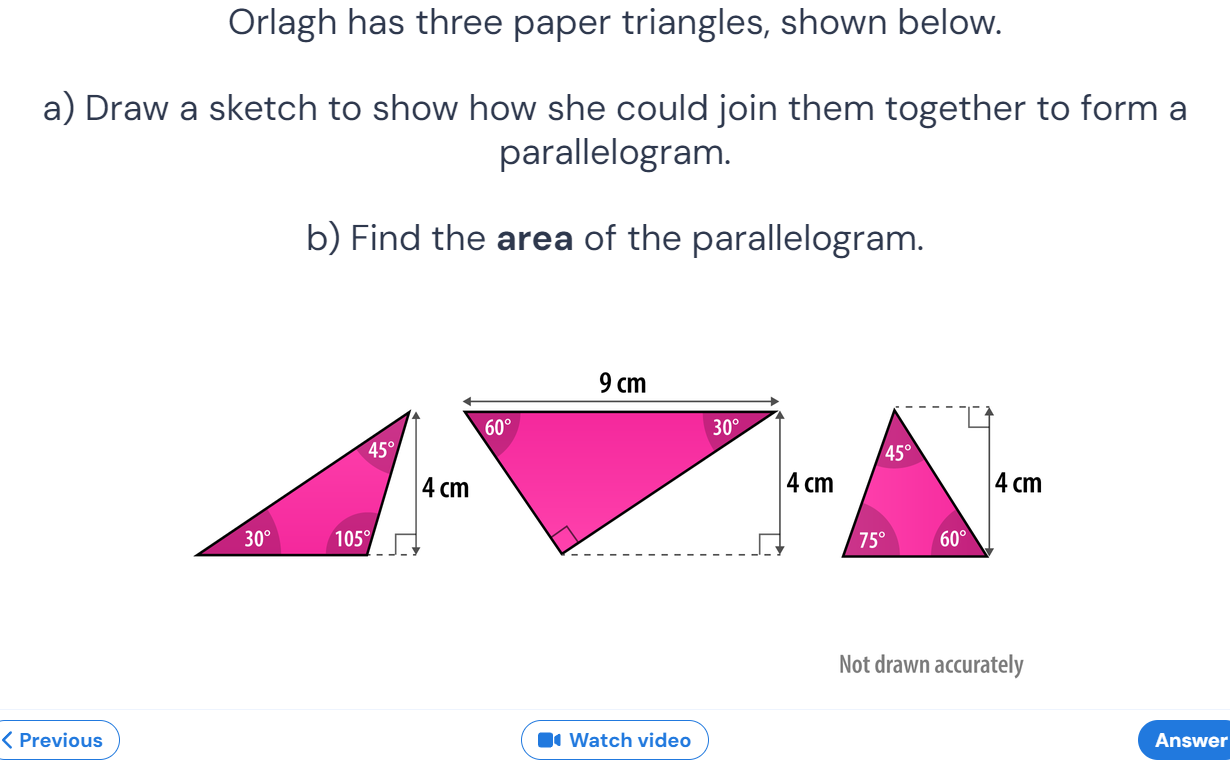 Orlagh has three paper triangles, shown below.
a) Draw a sketch to show how she could join them together to form a
parallelogram.
b) Find the area of the parallelogram.
9 cm
45°
30°
105°
4 cm
60°
30°
4 cm
45°
75°
60°
4 cm
Not drawn accurately
Previous
Watch video
Answer